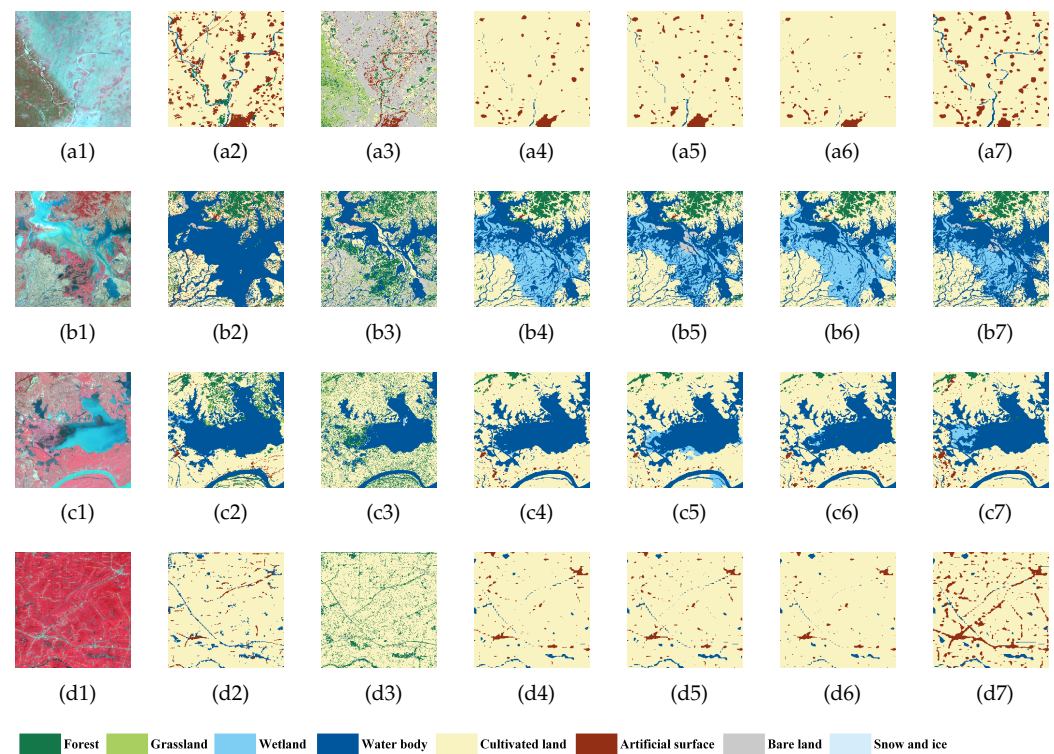 (a1) (a2) (a3) (a4) (a5) (a6) (a7)
(b1) (b2) (b3) (b4) (b5) (b6) (b7)
(c1) (c2) (c3) (c4) (c5) (c6) (c7)
(d1) (d2) (d3) (d4) (d5) (d6) (d7)
Forest Grassland Wetland Water body Cultivated land Artificial surface Bare land Snow and ice